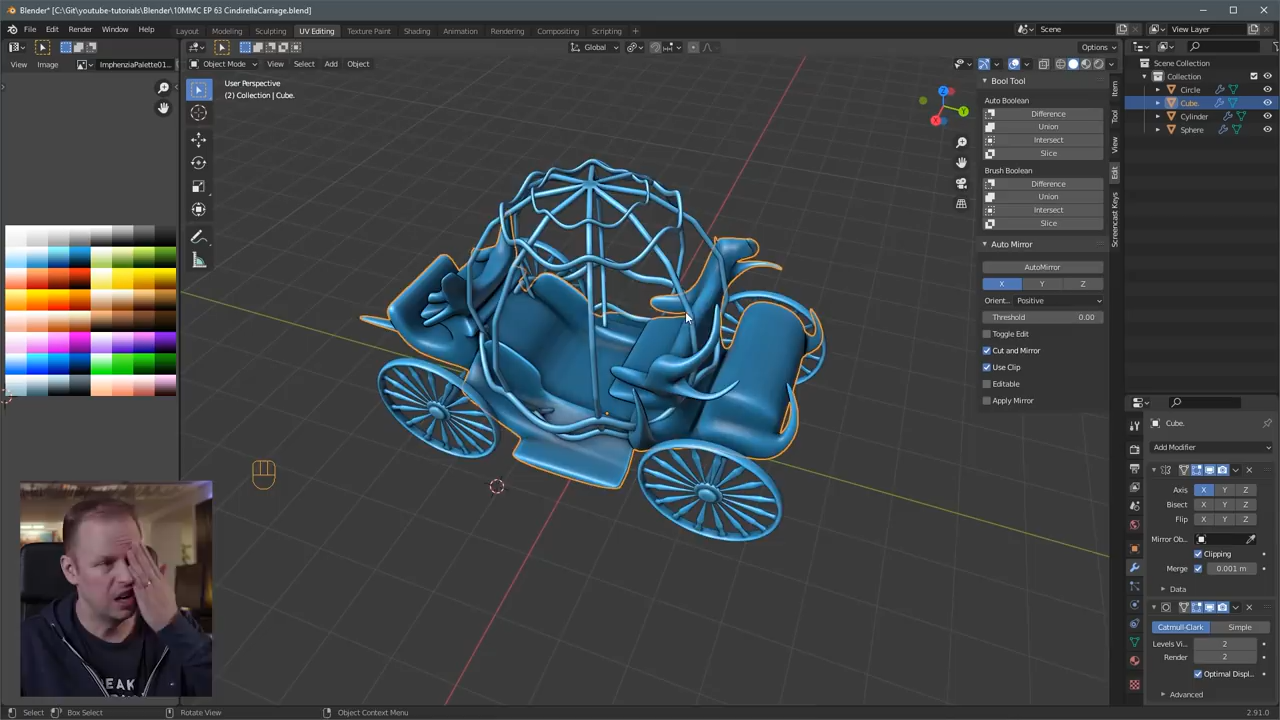 Blender* [C:\Git\youtube-tutorials\Blender\10MMC EP 63 CindirellaCarriage.blend]
File Edit Render Window Help Layout Modeling Sculpting UV Editing Texture Paint Shading Animation Rendering Compositing Scripting + Scene View Layer
Global Options
View Image ImphenziaPalette01... Object Mode View Select Add Object
User Perspective
(2) Collection | Cube.
Z
Y
X
Bool Tool
Auto Boolean
Difference
Union
Intersect
Slice
Brush Boolean
Difference
Union
Intersect
Slice
Auto Mirror
AutoMirror
X Y Z
Orient.. Positive
Threshold 0.00
Toggle Edit
Cut and Mirror
Use Clip
Editable
Apply Mirror
Item
Tool
View
Edit
Screencast Keys
Scene Collection
Collection
Circle
Cube.
Cylinder
Sphere
Cube.
Add Modifier
Axis X Y Z
Bisect X Y Z
Flip X Y Z
Mirror Ob..
Clipping
Merge 0.001 m
Data
Catmull-Clark Simple
Levels Vi.. 2
Render 2
Optimal Displ...
Advanced
Select Box Select Rotate View Object Context Menu 2.91.0